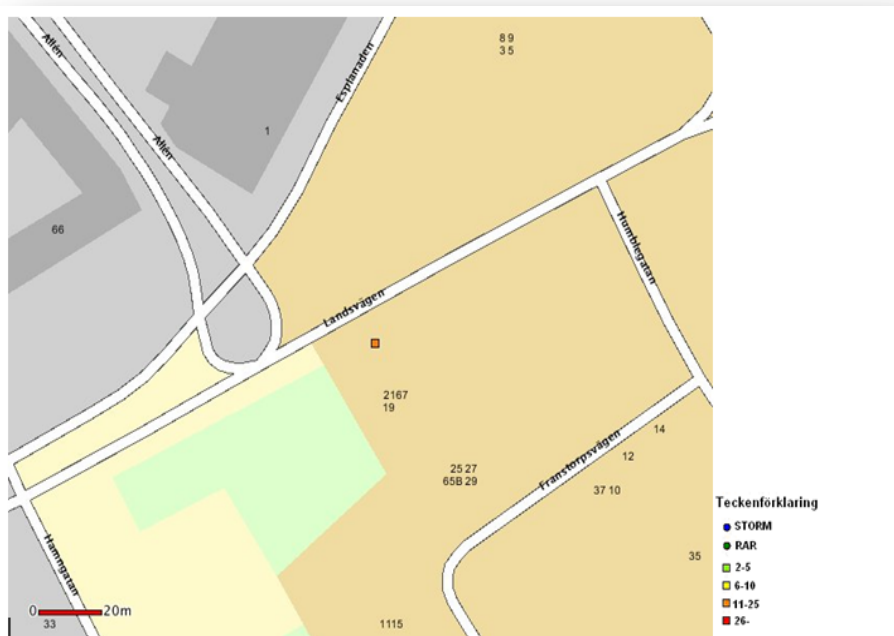 Allén
Esplanaden
8 9
3 5
1
Allén
66
Humblegatan
Landsvägen
2167
19
14
Franstorpsvägen
12
25 27
65B 29
37 10
Hamngatan
35
0 20m
33
1115
Teckenförklaring
STORM
RAR
2-5
6-10
11-25
26-